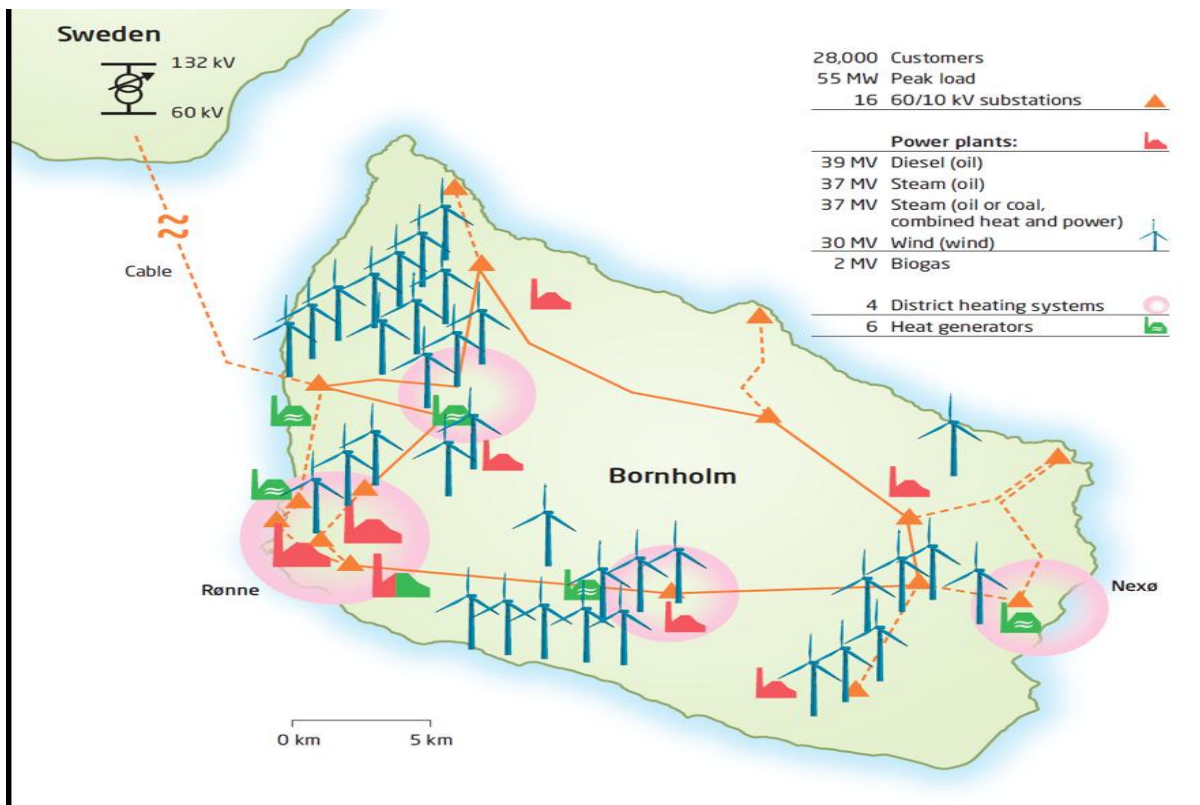 Sweden
132 kV
60 kV
Cable
28,000 Customers
55 MW Peak load
16 60/10 kV substations
Power plants:
39 MV Diesel (oil)
37 MV Steam (oil)
37 MV Steam (oil or coal,
combined heat and power)
30 MV Wind (wind)
2 MV Biogas
4 District heating systems
6 Heat generators
Bornholm
Rønne
Nexø
0 km 5 km